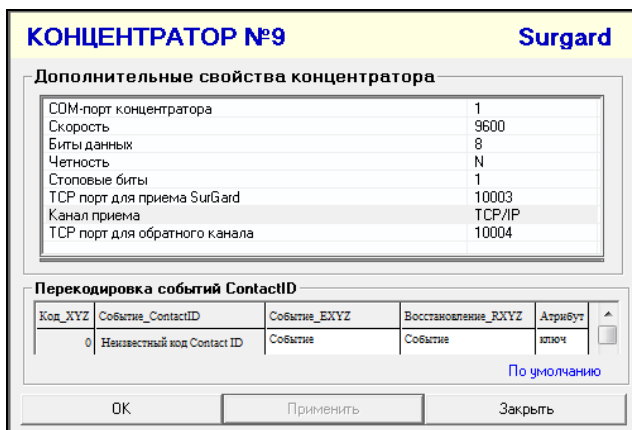 КОНЦЕНТРАТОР №9 Surgard
Дополнительные свойства концентратора
COM-порт концентратора 1
Скорость 9600
Биты данных 8
Четность N
Стоповые биты 1
TCP порт для приема SurGard 10003
Канал приема TCP/IP
TCP порт для обратного канала 10004
Перекодировка событий ContactID
Код_XYZ Событие_ContactID Событие_EXYZ Восстановление_RXYZ Атрибут
0 Неизвестный код Contact ID Событие Событие ключ
По умолчанию
OK Применить Закрыть